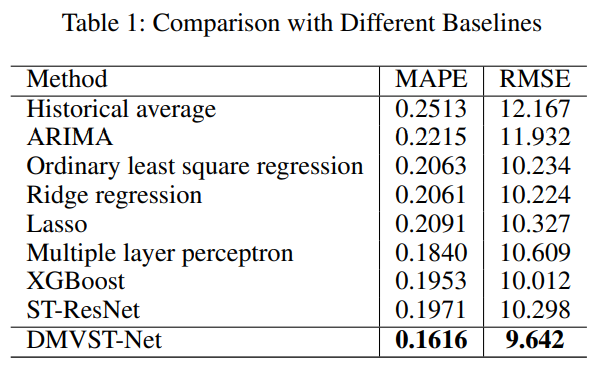 Table 1: Comparison with Different Baselines
Method MAPE RMSE
Historical average 0.2513 12.167
ARIMA 0.2215 11.932
Ordinary least square regression 0.2063 10.234
Ridge regression 0.2061 10.224
Lasso 0.2091 10.327
Multiple layer perceptron 0.1840 10.609
XGBoost 0.1953 10.012
ST-ResNet 0.1971 10.298
DMVST-Net 0.1616 9.642